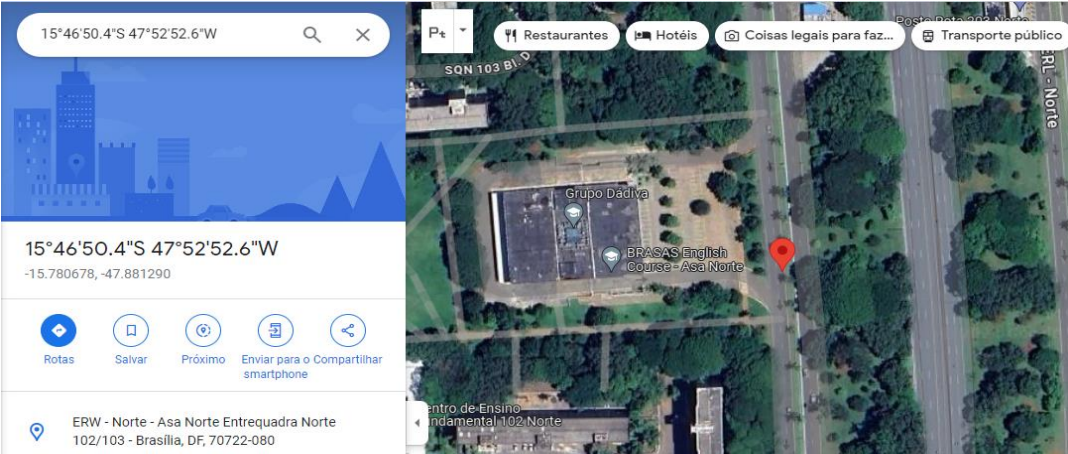 15°46'50.4"S 47°52'52.6"W
Pt
Restaurantes
Hotéis
Coisas legais para faz...
Transporte público
Posto Rota 203 Norte
SQN 103 Bl. D
ERL - Norte
Grupo Dádiva
BRASAS English
Course - Asa Norte
15°46'50.4"S 47°52'52.6"W
-15.780678, -47.881290
Rotas
Salvar
Próximo
Enviar para o
smartphone
Compartilhar
ERW - Norte - Asa Norte Entrequadra Norte
102/103 - Brasília, DF, 70722-080
entro de Ensino
undamental 102 Norte